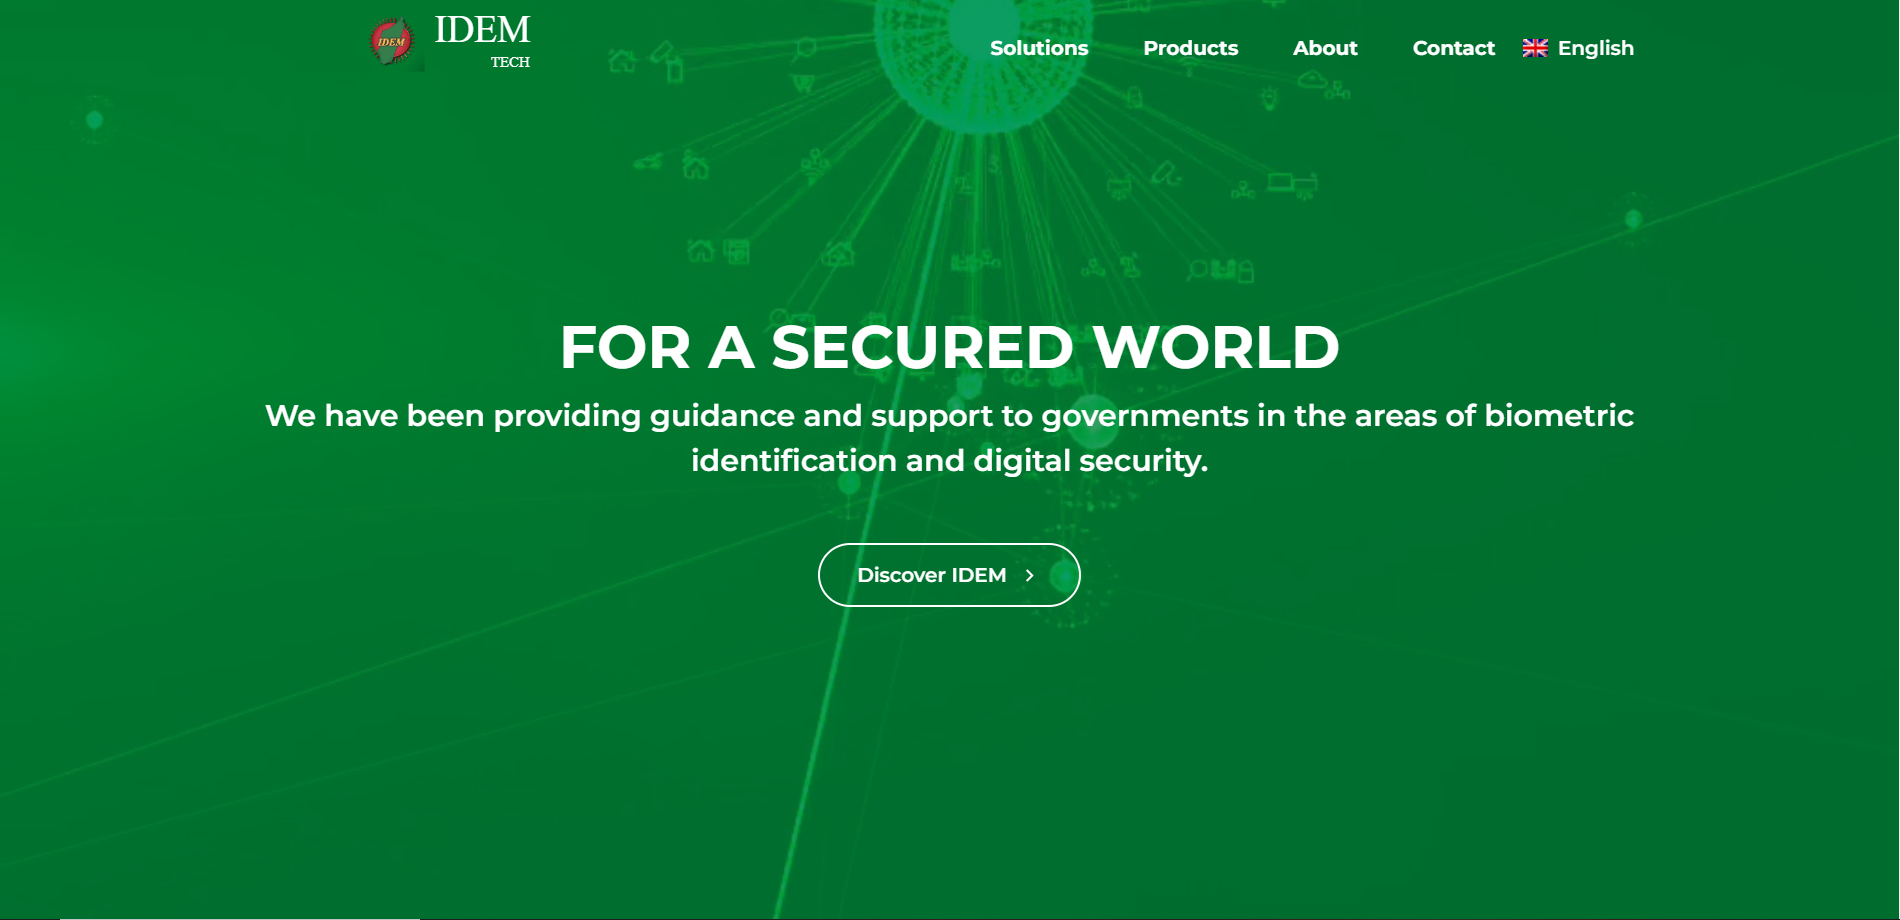 IDEM
IDEM
TECH
Solutions
Products
About
Contact
English
FOR A SECURED WORLD
We have been providing guidance and support to governments in the areas of biometric
identification and digital security.
Discover IDEM